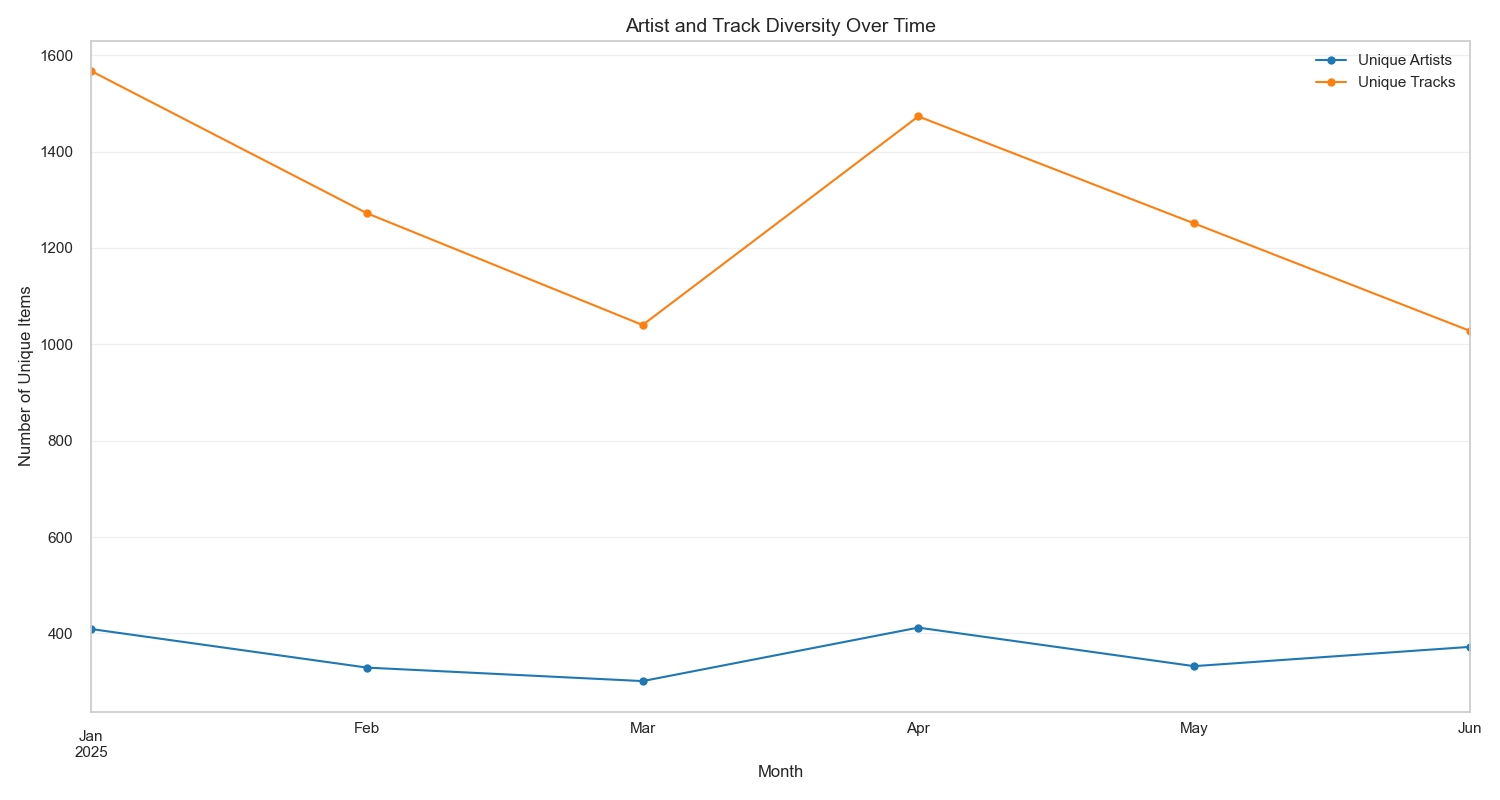 Artist and Track Diversity Over Time
1600
1400
1200
1000
800
600
400
Number of Unique Items
Unique Artists
Unique Tracks
Jan
2025
Feb
Mar
Apr
May
Jun
Month